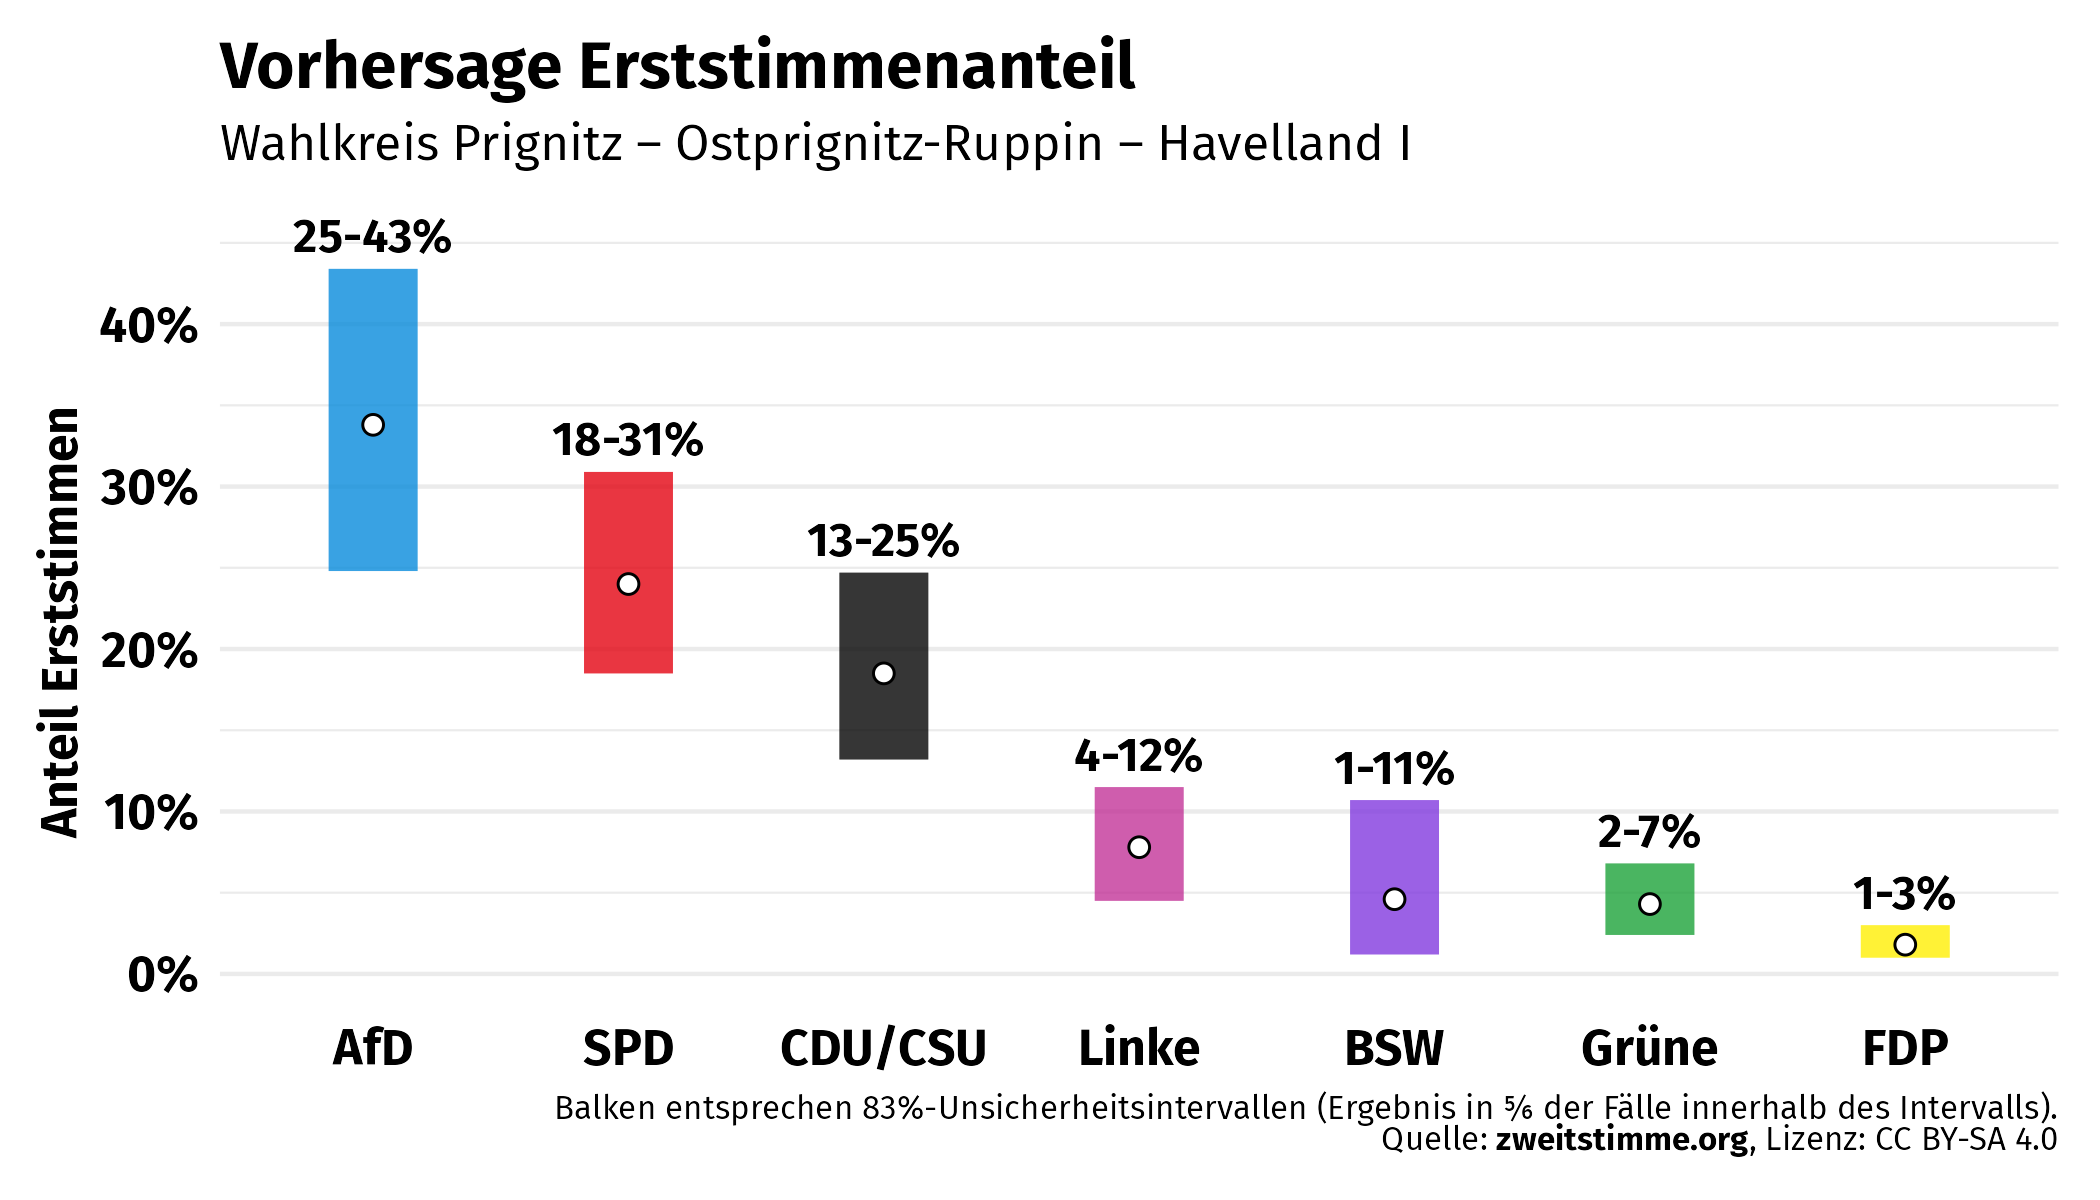 Vorhersage Erststimmenanteil
Wahlkreis Prignitz – Ostprignitz-Ruppin – Havelland I
25-43%
40%
18-31%
30%
13-25%
20%
4-12%
1-11%
10%
2-7%
1-3%
0%
Anteil Erststimmen
AfD SPD CDU/CSU Linke BSW Grüne FDP
Balken entsprechen 83%-Unsicherheitsintervallen (Ergebnis in ⅚ der Fälle innerhalb des Intervalls).
Quelle: zweitstimme.org, Lizenz: CC BY-SA 4.0